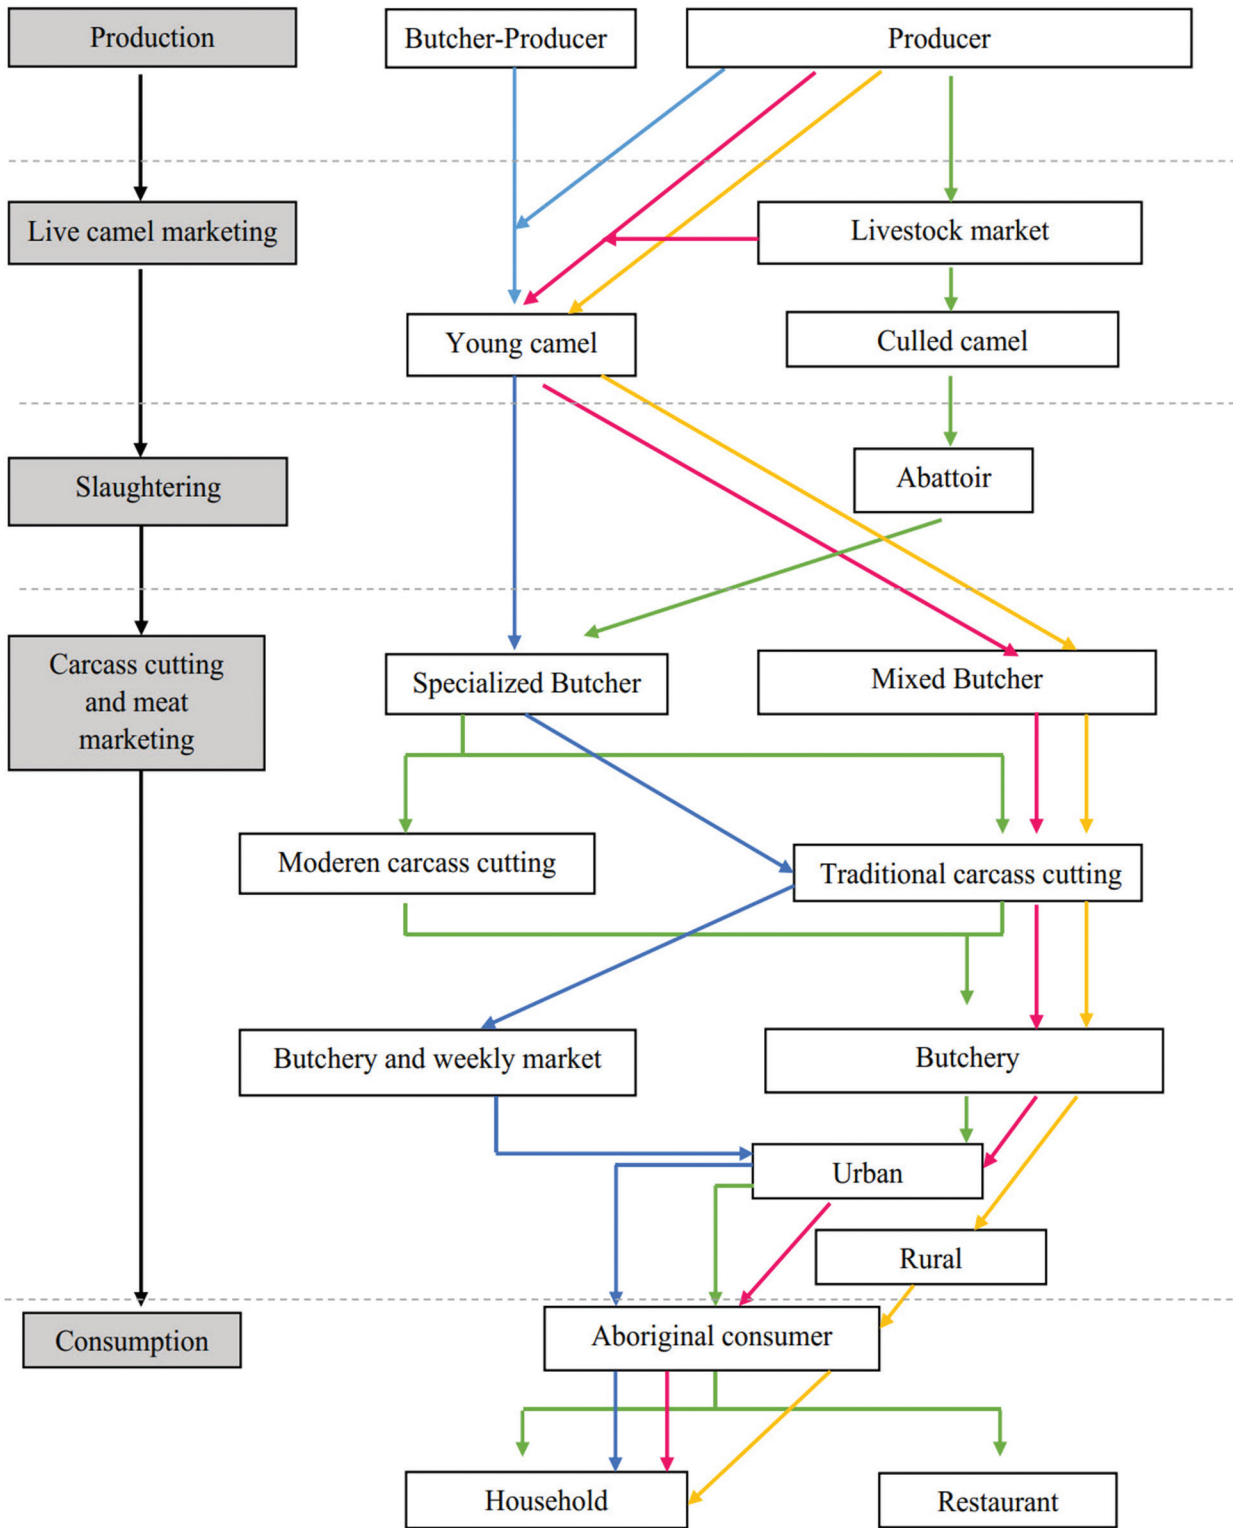 Production
Butcher-Producer
Producer
Live camel marketing
Livestock market
Young camel
Culled camel
Slaughtering
Abattoir
Carcass cutting
and meat
marketing
Specialized Butcher
Mixed Butcher
Moderen carcass cutting
Traditional carcass cutting
Butchery and weekly market
Butchery
Urban
Rural
Consumption
Aboriginal consumer
Household
Restaurant